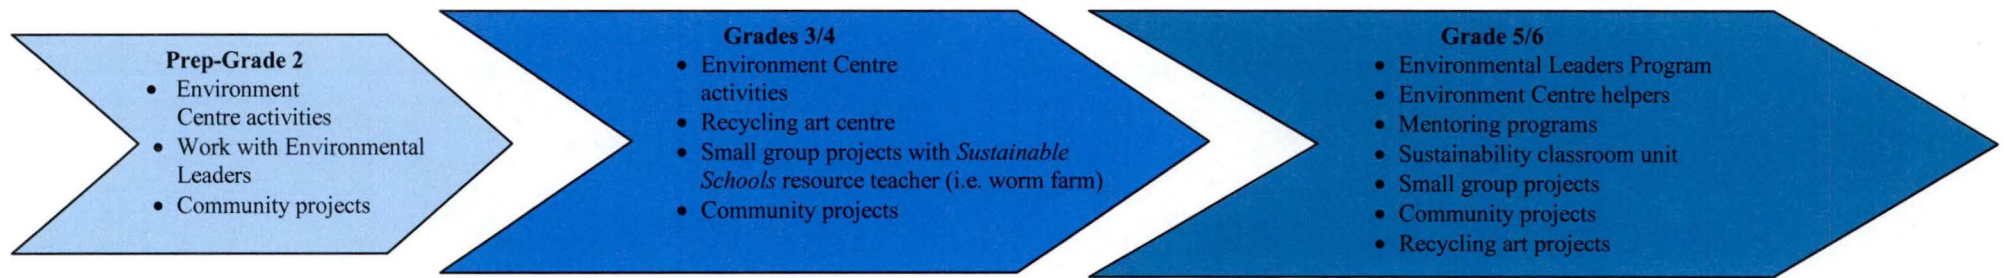 Prep-Grade 2
• Environment
Centre activities
• Work with Environmental
Leaders
• Community projects
Grades 3/4
• Environment Centre
activities
• Recycling art centre
• Small group projects with Sustainable
Schools resource teacher (i.e. worm farm)
• Community projects
Grade 5/6
• Environmental Leaders Program
• Environment Centre helpers
• Mentoring programs
• Sustainability classroom unit
• Small group projects
• Community projects
• Recycling art projects